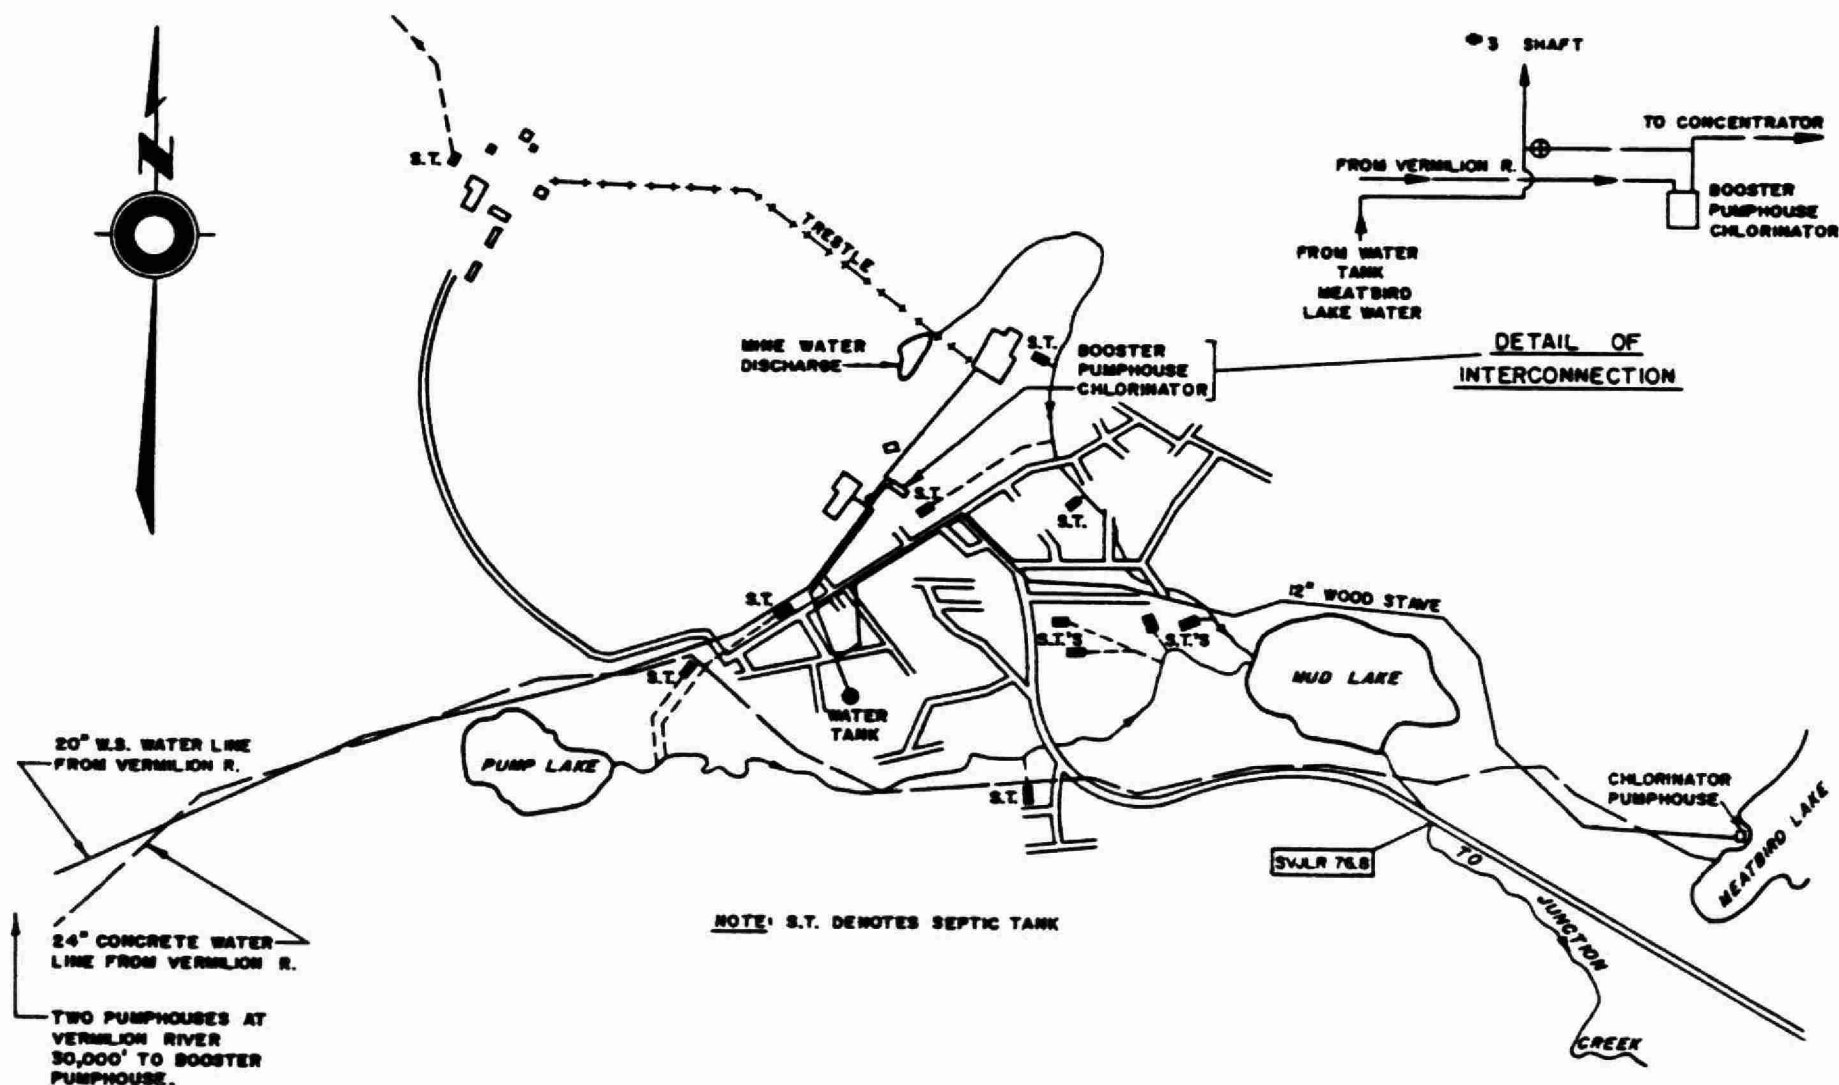 N
#3 SHAFT
TO CONCENTRATOR
FROM VERMILION R.
BOOSTER
PUMPHOUSE
CHLORINATOR
FROM WATER
TANK
MEATBIRD
LAKE WATER
DETAIL OF
INTERCONNECTION
S.T.
TRESTLE
MINE WATER
DISCHARGE
S.T.
BOOSTER
PUMPHOUSE
CHLORINATOR
S.T.
S.T.
S.T.
12" WOOD STAVE
S.T.'S
S.T.'S
S.T.
MUD LAKE
WATER
TANK
PUMP LAKE
20" W.S. WATER LINE
FROM VERMILION R.
S.T.
CHLORINATOR
PUMPHOUSE
MEATBIRD LAKE
SVJLR 76.8
TO JUNCTION CREEK
NOTE: S.T. DENOTES SEPTIC TANK
24" CONCRETE WATER
LINE FROM VERMILION R.
TWO PUMPHOUSES AT
VERMILION RIVER
30,000' TO BOOSTER
PUMPHOUSE.